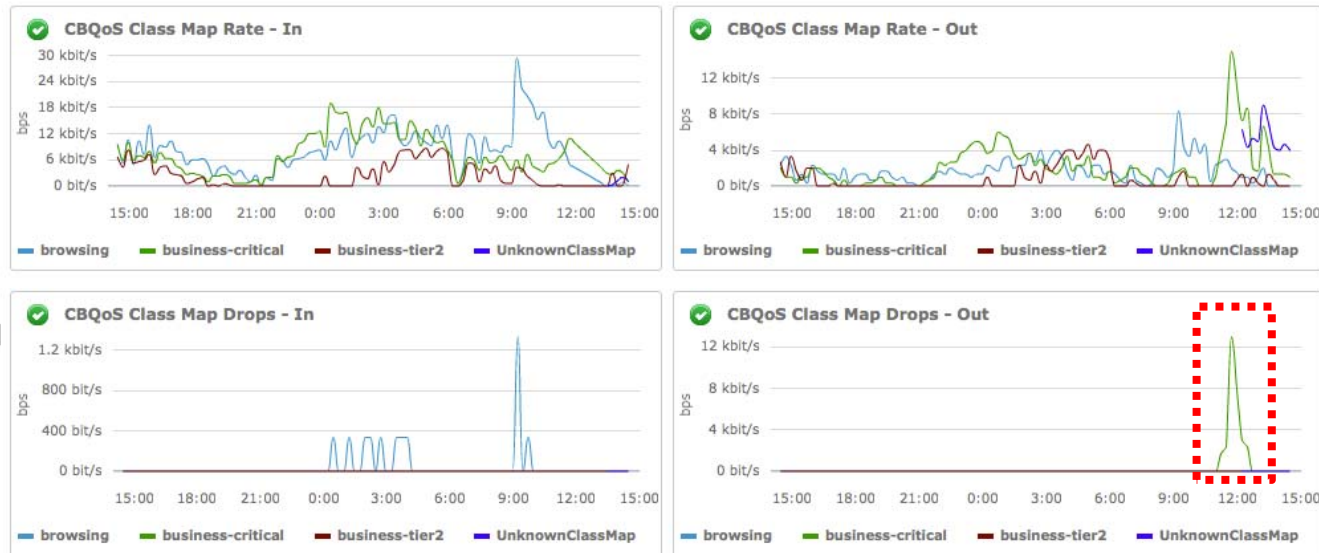 CBQoS Class Map Rate - In
30 kbit/s
24 kbit/s
18 kbit/s
12 kbit/s
6 kbit/s
0 bit/s
bps
15:00 18:00 21:00 0:00 3:00 6:00 9:00 12:00 15:00
browsing business-critical business-tier2 UnknownClassMap
CBQoS Class Map Rate - Out
12 kbit/s
8 kbit/s
4 kbit/s
0 bit/s
bps
15:00 18:00 21:00 0:00 3:00 6:00 9:00 12:00 15:00
browsing business-critical business-tier2 UnknownClassMap
CBQoS Class Map Drops - In
1.2 kbit/s
800 bit/s
400 bit/s
0 bit/s
bps
15:00 18:00 21:00 0:00 3:00 6:00 9:00 12:00 15:00
browsing business-critical business-tier2 UnknownClassMap
CBQoS Class Map Drops - Out
12 kbit/s
8 kbit/s
4 kbit/s
0 bit/s
bps
15:00 18:00 21:00 0:00 3:00 6:00 9:00 12:00 15:00
browsing business-critical business-tier2 UnknownClassMap